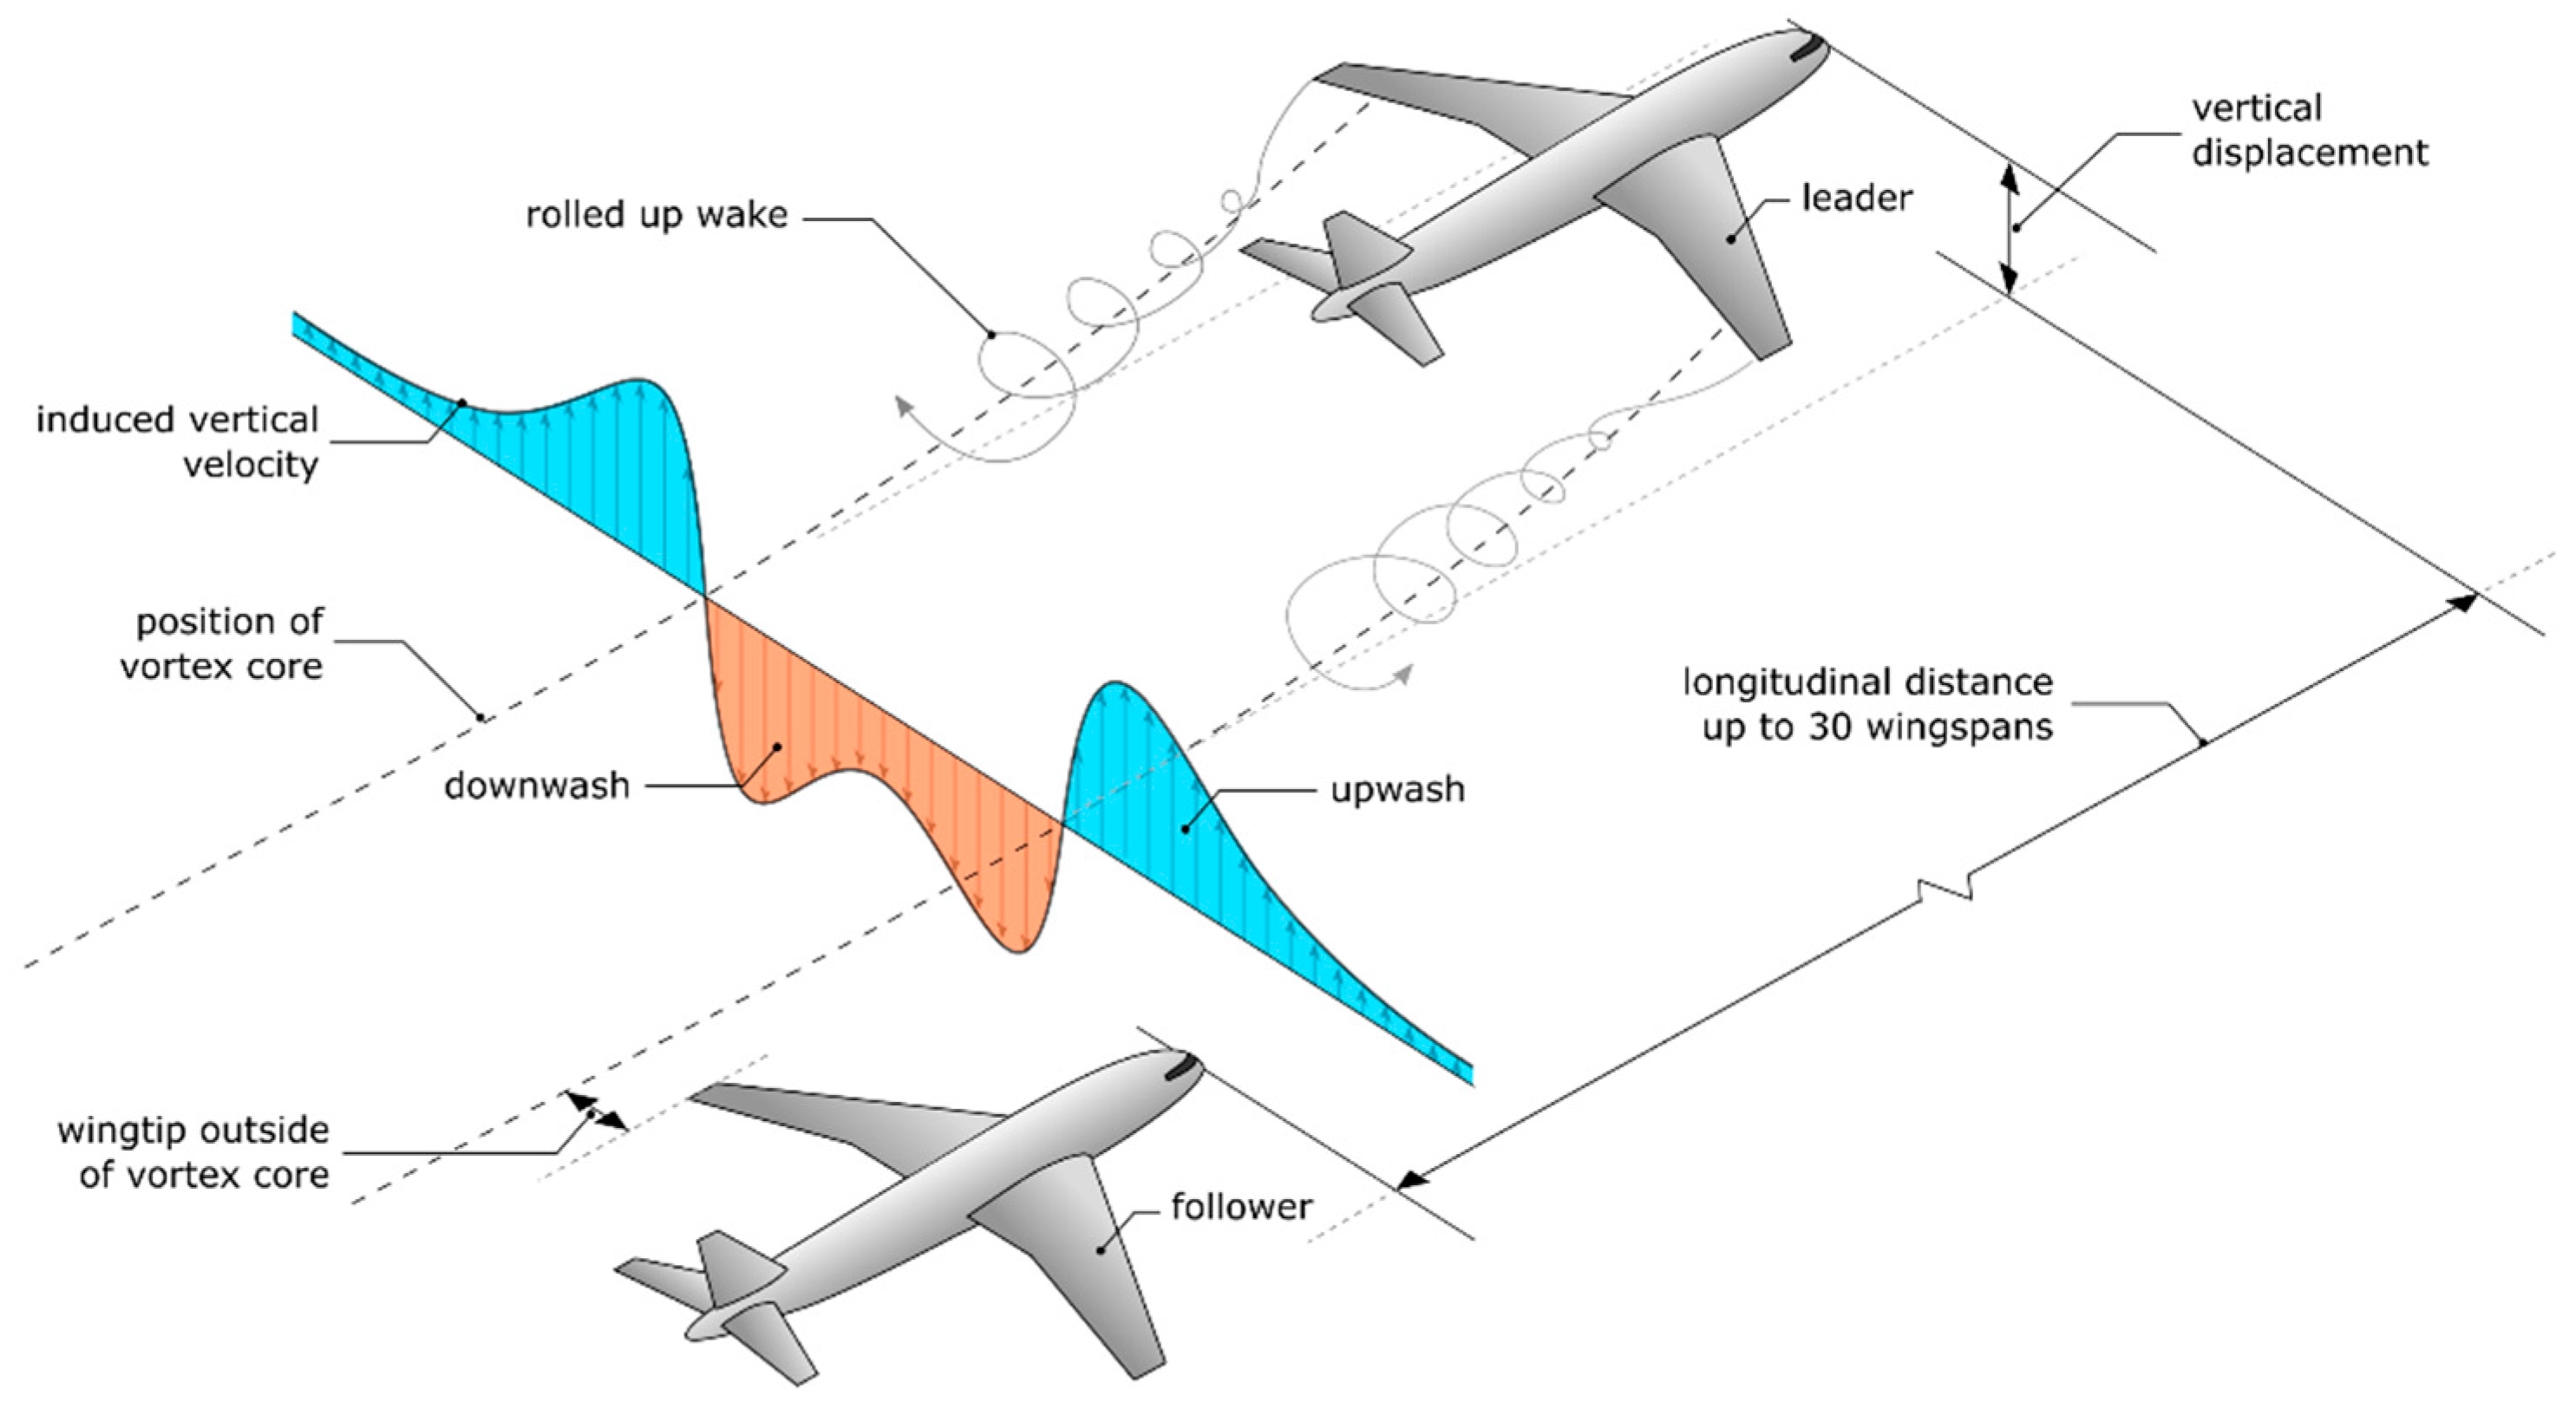 vertical
displacement
leader
rolled up wake
induced vertical
velocity
position of
vortex core
longitudinal distance
up to 30 wingspans
downwash
upwash
wingtip outside
of vortex core
follower